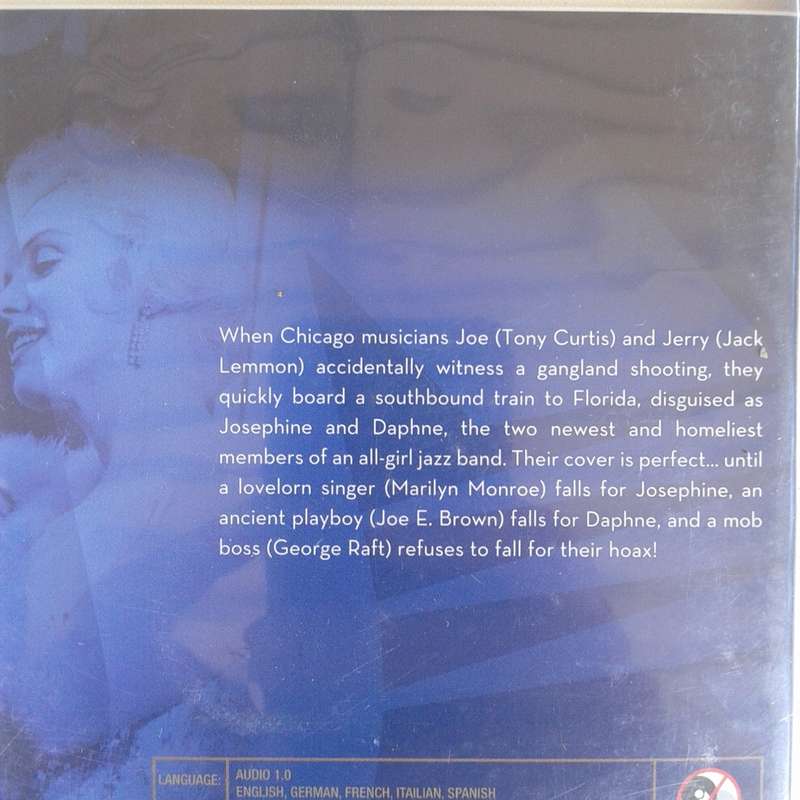 When Chicago musicians Joe (Tony Curtis) and Jerry (Jack
Lemmon) accidentally witness a gangland shooting, they
quickly board a southbound train to Florida, disguised as
Josephine and Daphne, the two newest and homeliest
members of an all-girl jazz band. Their cover is perfect... until
a lovelorn singer (Marilyn Monroe) falls for Josephine, an
ancient playboy (Joe E. Brown) falls for Daphne, and a mob
boss (George Raft) refuses to fall for their hoax!
LANGUAGE: AUDIO 1.0
ENGLISH, GERMAN, FRENCH, ITAILIAN, SPANISH